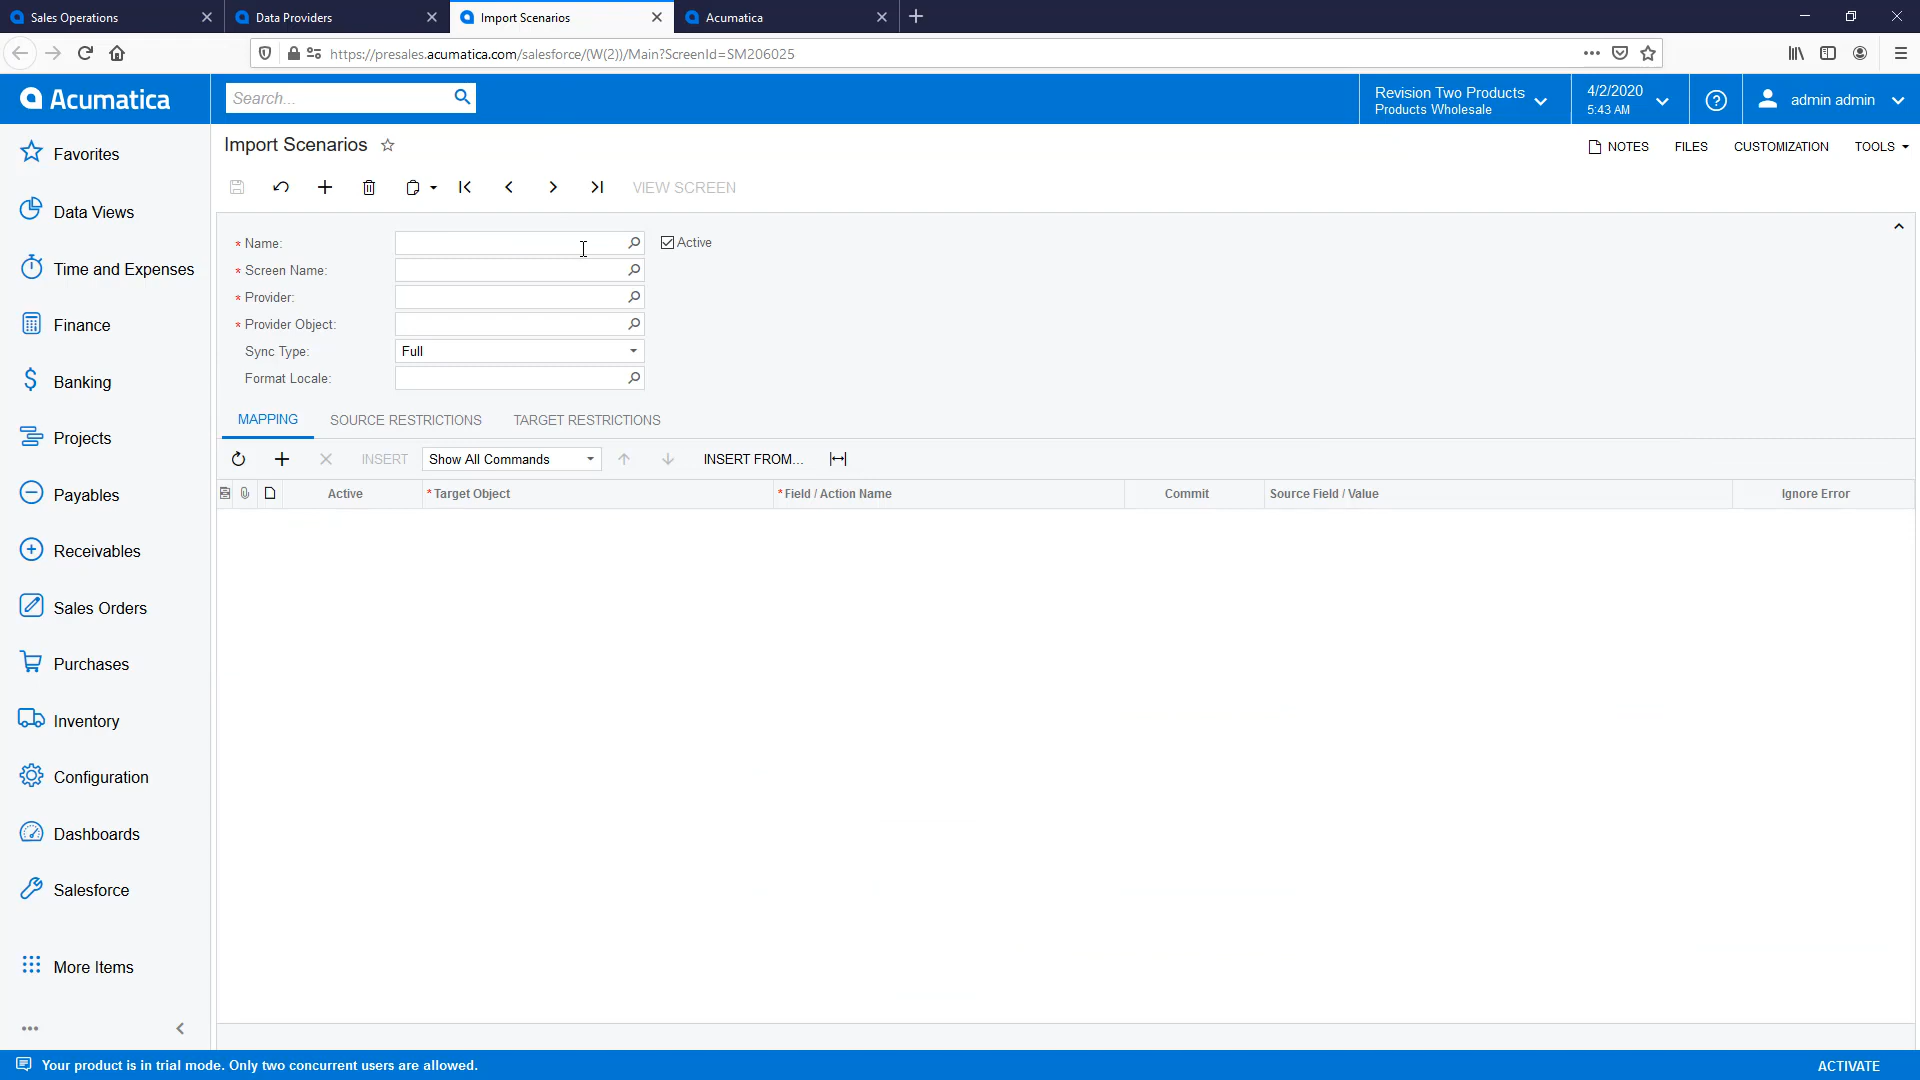 Sales Operations
Data Providers
Import Scenarios
Acumatica
https://presales.acumatica.com/salesforce/(W(2))/Main?ScreenId=SM206025
Acumatica
Search...
Revision Two Products
Products Wholesale
4/2/2020
5:43 AM
admin admin
Favorites
Data Views
Time and Expenses
Finance
Banking
Projects
Payables
Receivables
Sales Orders
Purchases
Inventory
Configuration
Dashboards
Salesforce
More Items
Import Scenarios
NOTES
FILES
CUSTOMIZATION
TOOLS
VIEW SCREEN
* Name:
Active
* Screen Name:
* Provider:
* Provider Object:
Sync Type:
Full
Format Locale:
MAPPING
SOURCE RESTRICTIONS
TARGET RESTRICTIONS
INSERT
Show All Commands
INSERT FROM...
Active
* Target Object
* Field / Action Name
Commit
Source Field / Value
Ignore Error
Your product is in trial mode. Only two concurrent users are allowed.
ACTIVATE